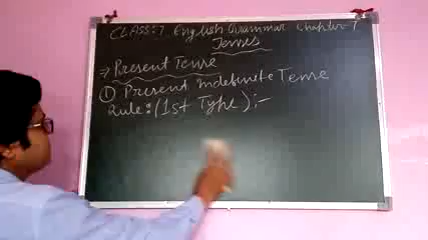 CLASS:7 English Grammar Chapter-7
Tenses
→ Present Tense
① Present Indefinite Tense
Rule:(1st Type):-